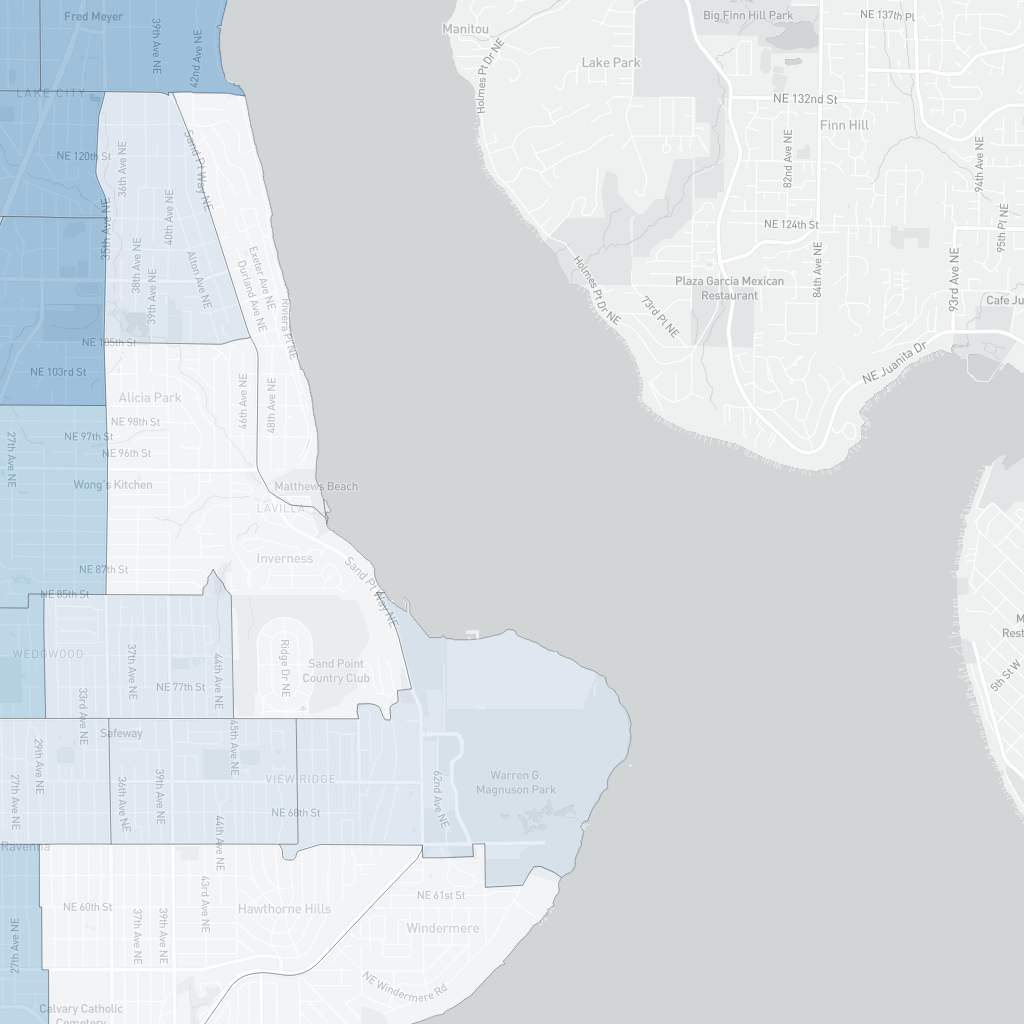 Fred Meyer
39th Ave NE
42nd Ave NE
Manitou
Holmes Pt Dr NE
Lake Park
Big Finn Hill Park
NE 137th Pl
LAKE CITY
NE 132nd St
Finn Hill
82nd Ave NE
94th Ave NE
NE 120th St
36th Ave NE
Sand Pt Way NE
40th Ave NE
35th Ave NE
38th Ave NE
39th Ave NE
Alton Ave NE
Exeter Ave NE
Durland Ave NE
Riviera Pl NE
NE 124th St
84th Ave NE
95th Pl NE
93rd Ave NE
Holmes Pt Dr NE
73rd Pl NE
Plaza Garcia Mexican
Restaurant
Cafe Ju
NE Juanita Dr
NE 105th St
NE 103rd St
Alicia Park
46th Ave NE
48th Ave NE
NE 98th St
NE 97th St
NE 96th St
27th Ave NE
Wong's Kitchen
Matthews Beach
LAVILLA
Inverness
Sand Pt Way NE
NE 87th St
NE 85th St
WEDGWOOD
37th Ave NE
44th Ave NE
NE 77th St
33rd Ave NE
Ridge Dr NE
Sand Point
Country Club
M
Rest
5th St W
Safeway
29th Ave NE
27th Ave NE
36th Ave NE
39th Ave NE
45th Ave NE
VIEW RIDGE
NE 68th St
44th Ave NE
62nd Ave NE
Warren G.
Magnuson Park
Ravenna
NE 60th St
27th Ave NE
37th Ave NE
39th Ave NE
43rd Ave NE
Hawthorne Hills
NE 61st St
Windermere
NE Windermere Rd
Calvary Catholic
Cemetery